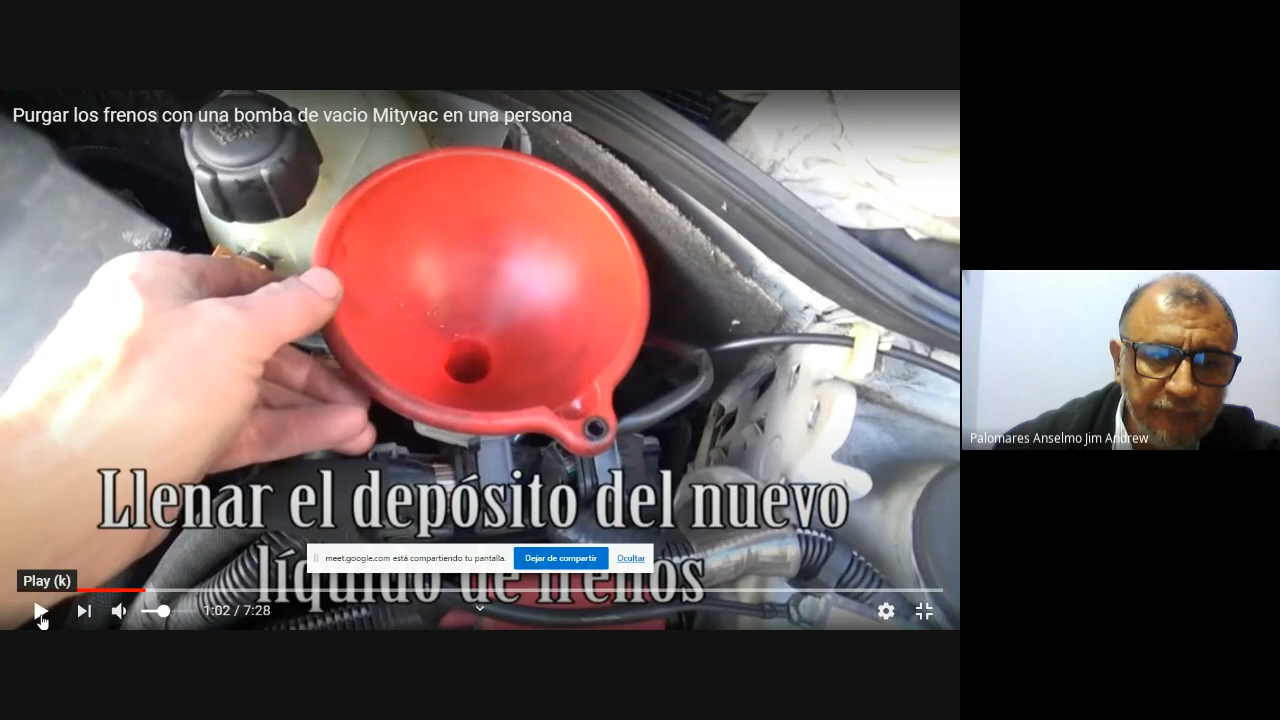 Purgar los frenos con una bomba de vacio Mityvac en una persona
Llenar el depósito del nuevo
líquido de frenos
meet.google.com está compartiendo tu pantalla.
Dejar de compartir
Ocultar
Play (k)
1:02 / 7:28
Palomares Anselmo Jim Andrew